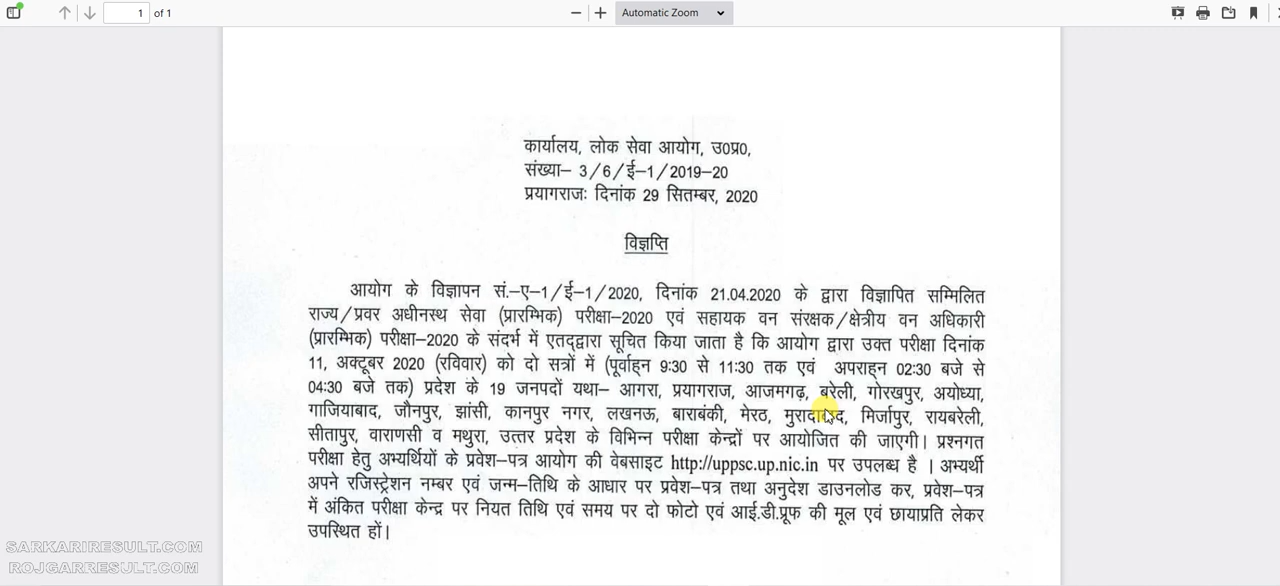 1 of 1 Automatic Zoom
कार्यालय, लोक सेवा आयोग, उ0प्र0,
संख्या– 3/6/ई–1/2019–20
प्रयागराजः दिनांक 29 सितम्बर, 2020
विज्ञप्ति
आयोग के विज्ञापन सं.–ए–1/ई–1/2020, दिनांक 21.04.2020 के द्वारा विज्ञापित सम्मिलित
राज्य/प्रवर अधीनस्थ सेवा (प्रारम्भिक) परीक्षा–2020 एवं सहायक वन संरक्षक/क्षेत्रीय वन अधिकारी
(प्रारम्भिक) परीक्षा–2020 के संदर्भ में एतद्द्वारा सूचित किया जाता है कि आयोग द्वारा उक्त परीक्षा दिनांक
11, अक्टूबर 2020 (रविवार) को दो सत्रों में (पूर्वाहन 9:30 से 11:30 तक एवं अपराहन 02:30 बजे से
04:30 बजे तक) प्रदेश के 19 जनपदों यथा– आगरा, प्रयागराज, आजमगढ़, बरेली, गोरखपुर, अयोध्या,
गाजियाबाद, जौनपुर, झांसी, कानपुर नगर, लखनऊ, बाराबंकी, मेरठ, मुरादाबाद, मिर्जापुर, रायबरेली,
सीतापुर, वाराणसी व मथुरा, उत्तर प्रदेश के विभिन्न परीक्षा केन्द्रों पर आयोजित की जाएगी। प्रश्नगत
परीक्षा हेतु अभ्यर्थियों के प्रवेश–पत्र आयोग की वेबसाइट http://uppsc.up.nic.in पर उपलब्ध है । अभ्यर्थी
अपने रजिस्ट्रेशन नम्बर एवं जन्म–तिथि के आधार पर प्रवेश–पत्र तथा अनुदेश डाउनलोड कर, प्रवेश–पत्र
में अंकित परीक्षा केन्द्र पर नियत तिथि एवं समय पर दो फोटो एवं आई.डी.प्रूफ की मूल एवं छायाप्रति लेकर
उपस्थित हों।
SARKARIRESULT.COM
ROJGARRESULT.COM